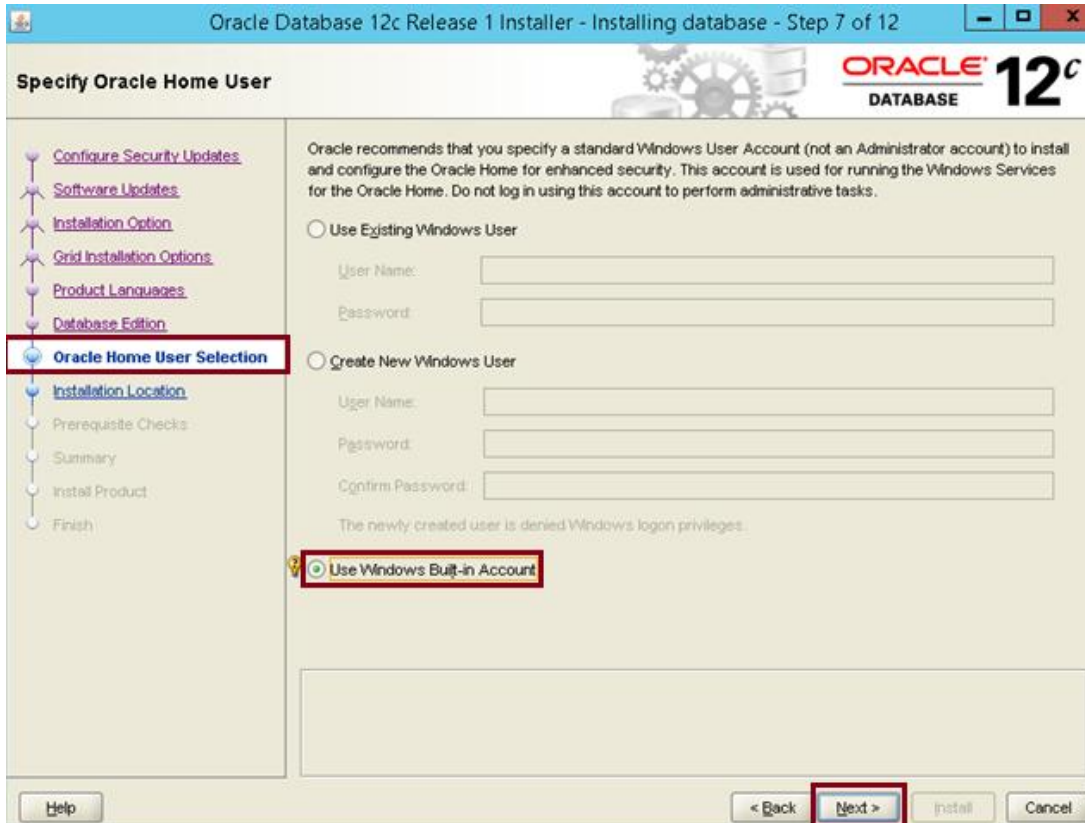 Oracle Database 12c Release 1 Installer - Installing database - Step 7 of 12
Specify Oracle Home User
ORACLE
DATABASE
12c
Configure Security Updates
Software Updates
Installation Option
Grid Installation Options
Product Languages
Database Edition
Oracle Home User Selection
Installation Location
Prerequisite Checks
Summary
Install Product
Finish
Oracle recommends that you specify a standard Windows User Account (not an Administrator account) to install
and configure the Oracle Home for enhanced security. This account is used for running the Windows Services
for the Oracle Home. Do not log in using this account to perform administrative tasks.
Use Existing Windows User
User Name:
Password:
Create New Windows User
User Name:
Password:
Confirm Password:
The newly created user is denied Windows logon privileges.
Use Windows Built-in Account
Help
< Back
Next >
Install
Cancel